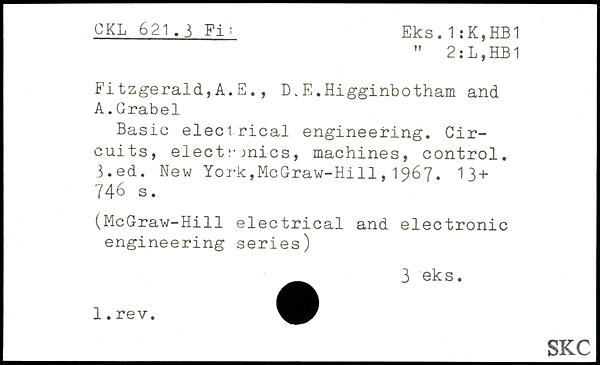 CKL 621.3 Fi
Eks.1:K,HB1
" 2:L,HB1
Fitzgerald,A.E., D.E.Higginbotham and
A.Grabel
Basic electrical engineering. Cir-
cuits, electronics, machines, control.
3.ed. New York,McGraw-Hill,1967. 13+
746 s.
(McGraw-Hill electrical and electronic
engineering series)
3 eks.
1.rev.
SKC